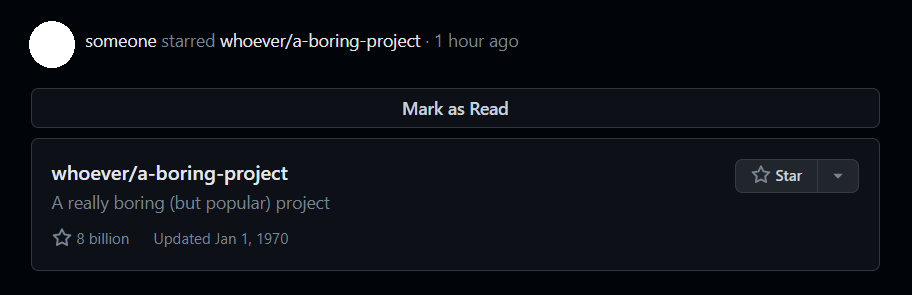 someone starred whoever/a-boring-project · 1 hour ago
Mark as Read
whoever/a-boring-project
Star
A really boring (but popular) project
8 billion Updated Jan 1, 1970